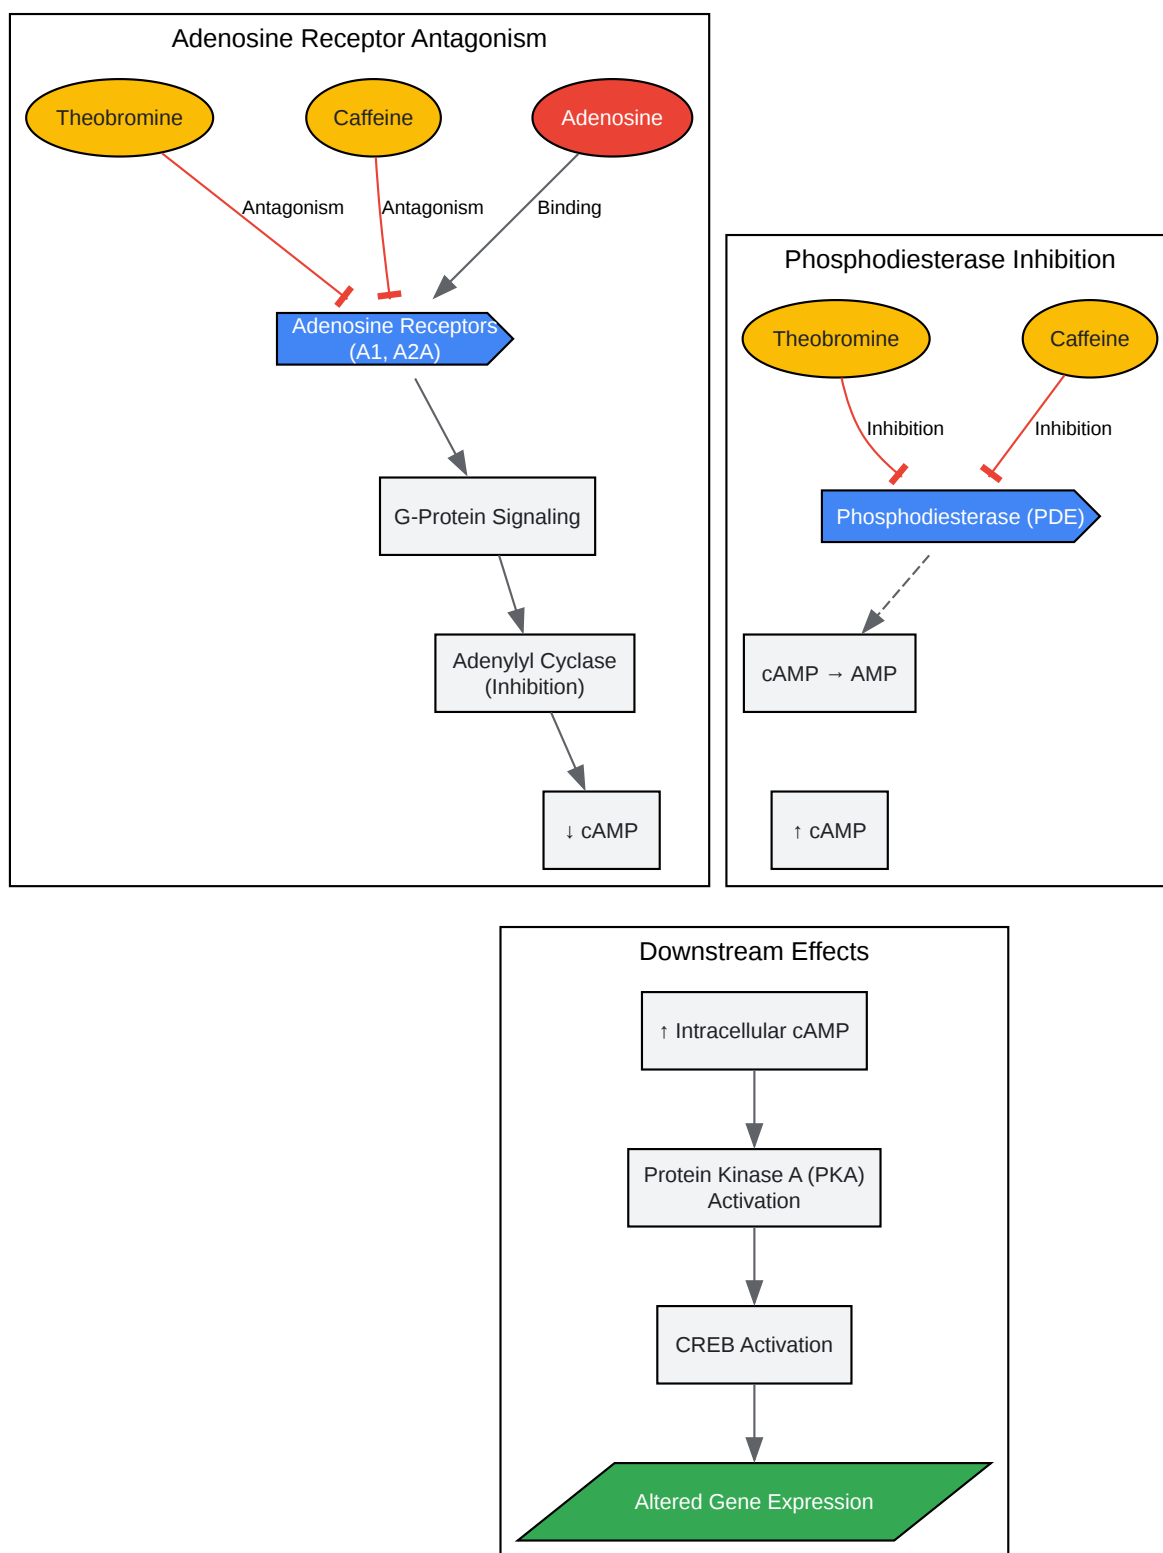 Adenosine Receptor Antagonism
Theobromine
Caffeine
Adenosine
Antagonism
Antagonism
Binding
Adenosine Receptors
(A1, A2A)
G-Protein Signaling
Adenylyl Cyclase
(Inhibition)
↓ cAMP
Phosphodiesterase Inhibition
Theobromine
Caffeine
Inhibition
Inhibition
Phosphodiesterase (PDE)
cAMP → AMP
↑ cAMP
Downstream Effects
↑ Intracellular cAMP
Protein Kinase A (PKA)
Activation
CREB Activation
Altered Gene Expression